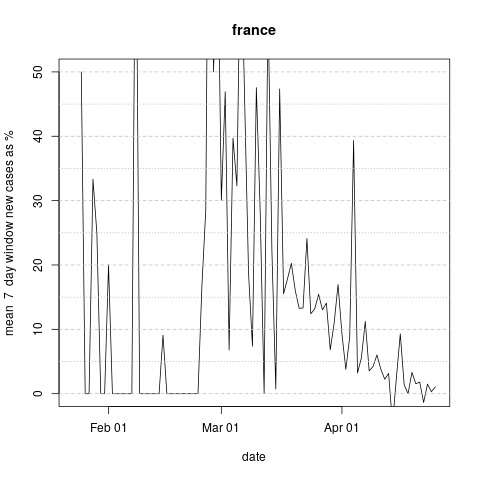 france
mean 7 day window new cases as %
50
40
30
20
10
0
Feb 01
Mar 01
Apr 01
date